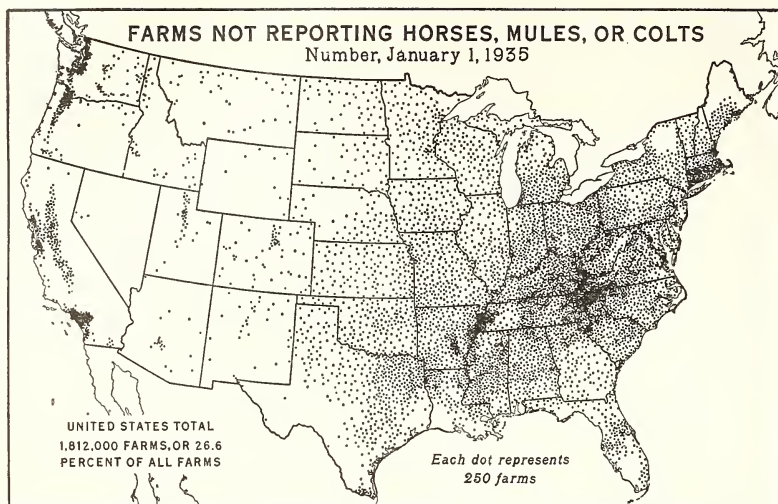 FARMS NOT REPORTING HORSES, MULES, OR COLTS
Number, January 1, 1935
UNITED STATES TOTAL
1,812,000 FARMS, OR 26.6
PERCENT OF ALL FARMS
Each dot represents
250 farms